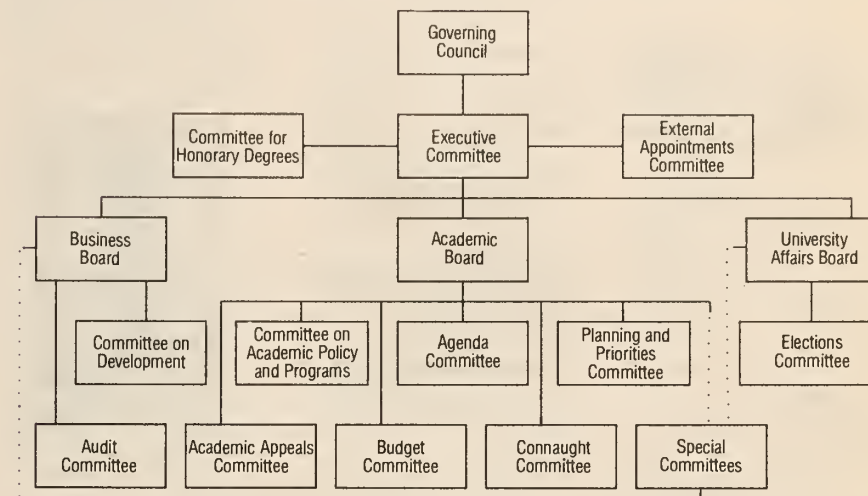 Governing
Council
Committee for
Honorary Degrees
Executive
Committee
External
Appointments
Committee
Business
Board
Academic
Board
University
Affairs Board
Committee on
Development
Committee on
Academic Policy
and Programs
Agenda
Committee
Planning and
Priorities
Committee
Elections
Committee
Audit
Committee
Academic Appeals
Committee
Budget
Committee
Connaught
Committee
Special
Committees